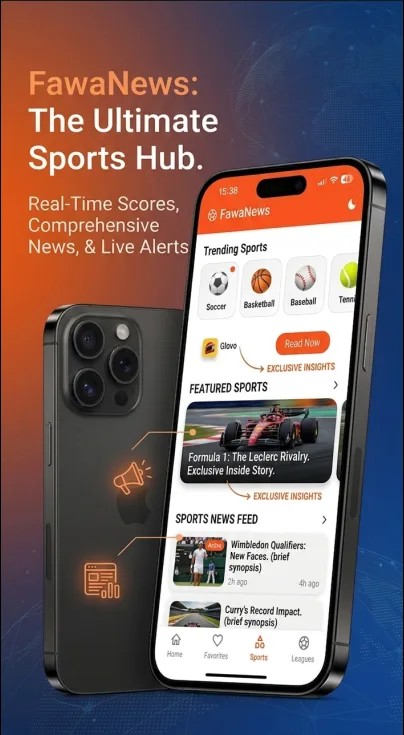 FawaNews:
The Ultimate
Sports Hub.
Real-Time Scores,
Comprehensive
News, & Live Alerts
15:38
FawaNews
Trending Sports
Soccer
Basketball
Baseball
Tenni
Glovo
Read Now
EXCLUSIVE INSIGHTS
FEATURED SPORTS
Formula 1: The Leclerc Rivalry.
Exclusive Inside Story.
EXCLUSIVE INSIGHTS
SPORTS NEWS FEED
Active
Wimbledon Qualifiers:
New Faces. (brief
synopsis)
2h ago
4h ago
Curry's Record Impact.
(brief synopsis)
Home
Favorites
Sports
Leagues